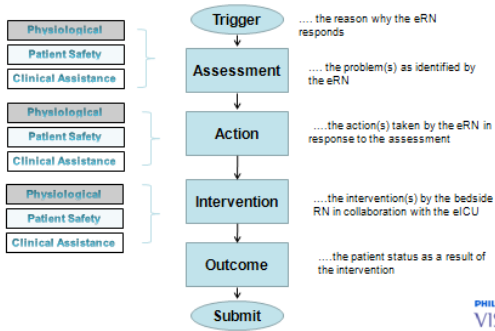 Trigger
.... the reason why the eRN
responds
Physiological
Patient Safety
Clinical Assistance
Assessment
.... the problem(s) as identified by
the eRN
Physiological
Patient Safety
Clinical Assistance
Action
....the action(s) taken by the eRN in
response to the assessment
Physiological
Patient Safety
Clinical Assistance
Intervention
....the intervention(s) by the bedside
RN in collaboration with the eICU
Outcome
....the patient status as a result of
the intervention
Submit